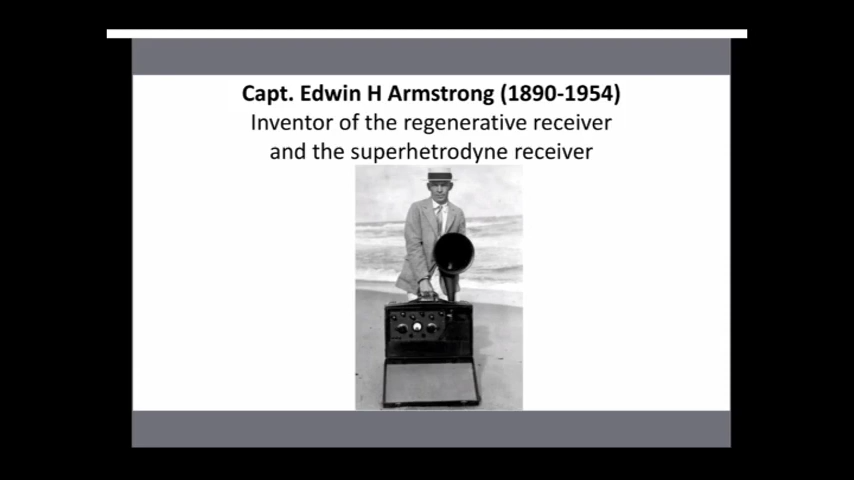 Capt. Edwin H Armstrong (1890-1954)
Inventor of the regenerative receiver
and the superhetrodyne receiver